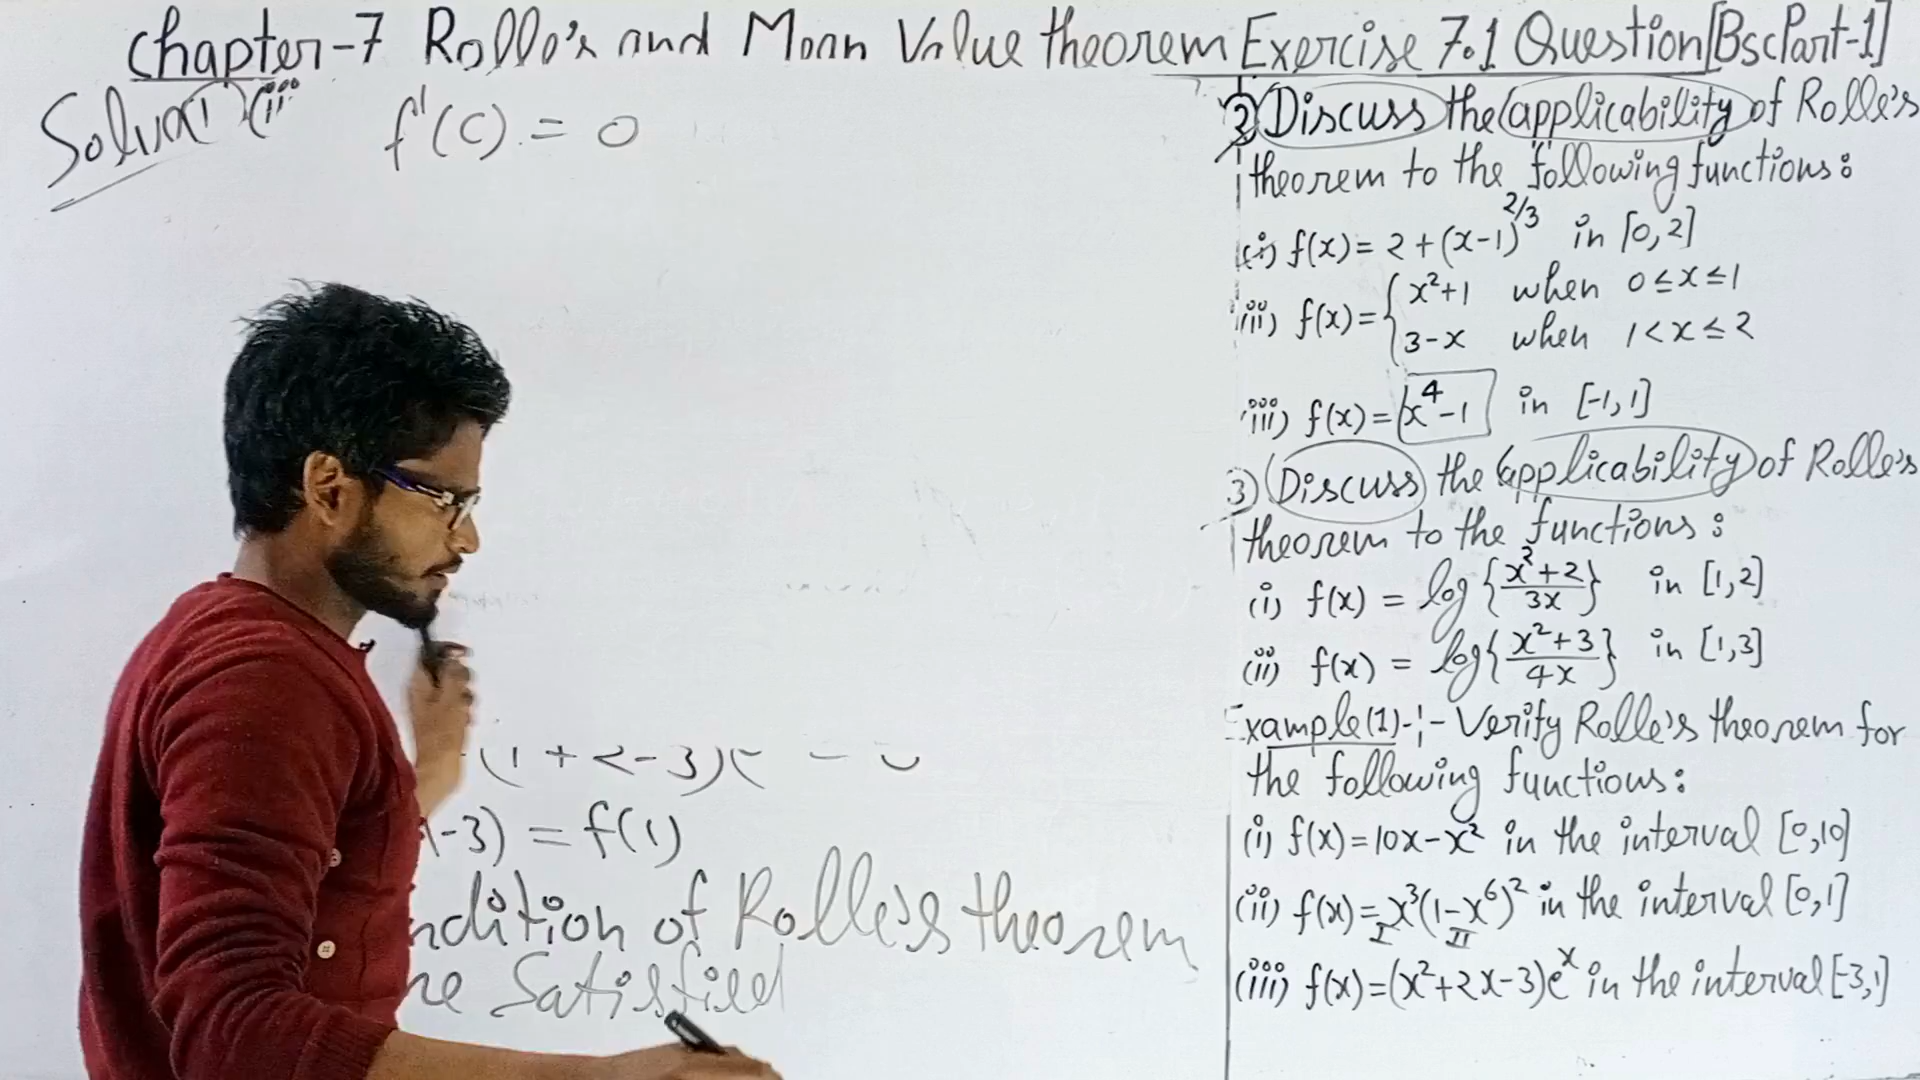 Chapter-7 Rolle's and Mean Value theorem Exercise 7.1 Question [Bsc Part-1]
f'(c) = 0
(1+2-3)e
-3) = f(1)
ndition of Rolle's theorem
re Satisfied
2) Discuss the applicability of Rolle's
theorem to the following functions:
(i) f(x) = 2+(x-1)^2/3 in [0,2]
(ii) f(x) = { x²+1 when 0≤x≤1
3-x when 1<x≤2
(iii) f(x) = x⁴-1 in [-1,1]
3) Discuss the applicability of Rolle's
theorem to the functions:
(i) f(x) = log{x²+2/3x} in [1,2]
(ii) f(x) = log{x²+3/4x} in [1,3]
Example(1)-:- Verify Rolle's theorem for
the following functions:
(i) f(x)=10x-x² in the interval [0,10]
(ii) f(x)=x³(1-x⁶)² in the interval [0,1]
I II
(iii) f(x)=(x²+2x-3)eˣ in the interval [-3,1]